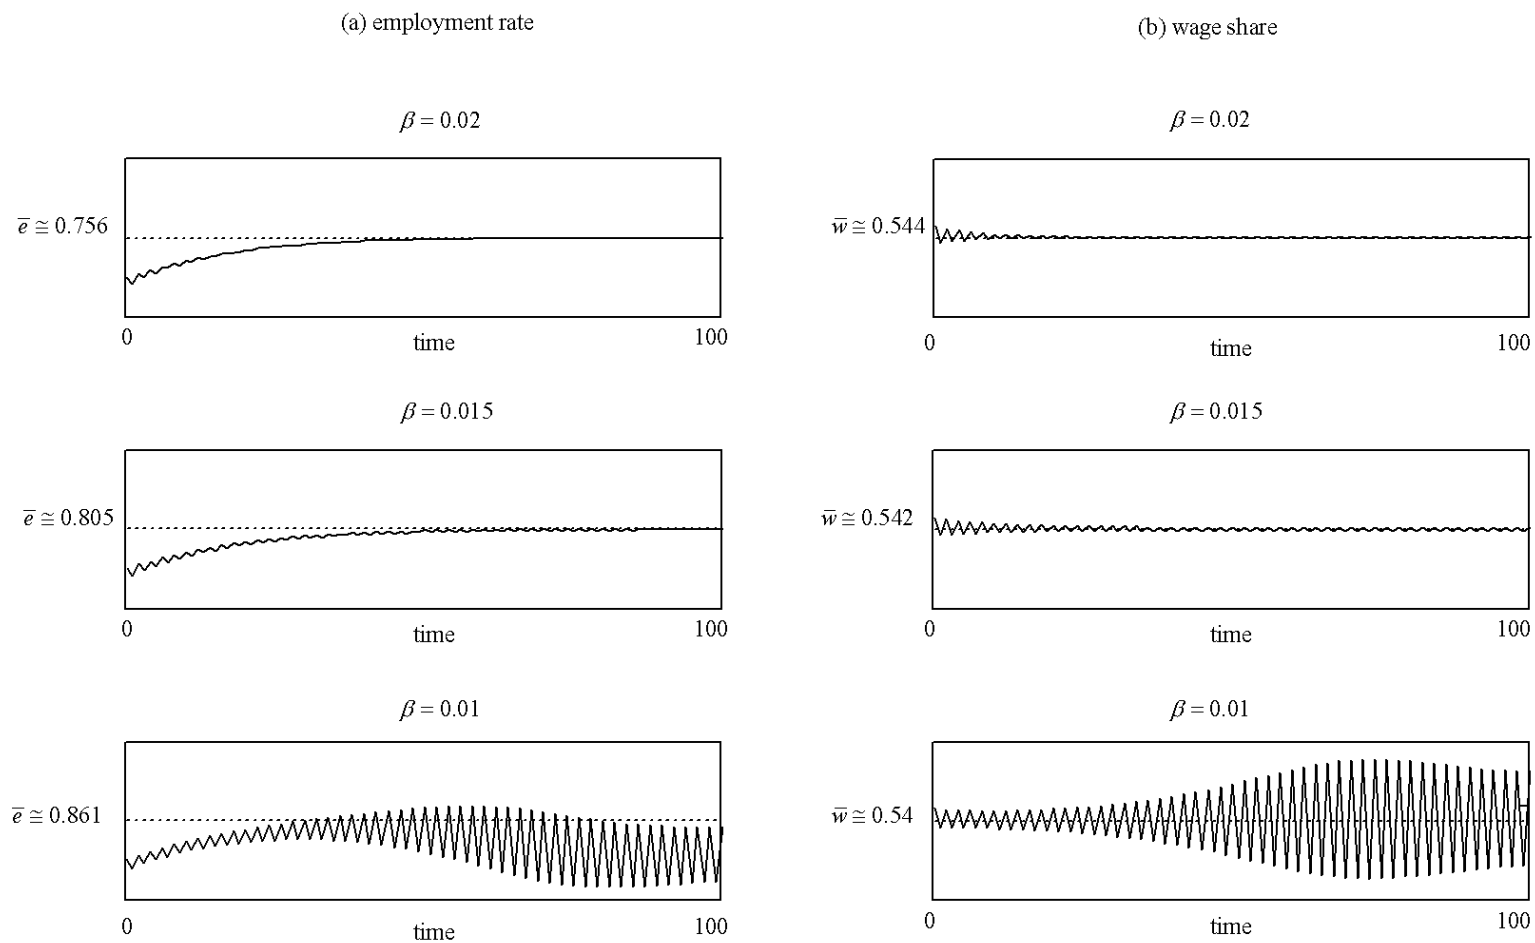 (a) employment rate
(b) wage share
β = 0.02
β = 0.02
e̅ ≅ 0.756
w̅ ≅ 0.544
0
100
time
0
100
time
β = 0.015
β = 0.015
e̅ ≅ 0.805
w̅ ≅ 0.542
0
100
time
0
100
time
β = 0.01
β = 0.01
e̅ ≅ 0.861
w̅ ≅ 0.54
0
100
time
0
100
time